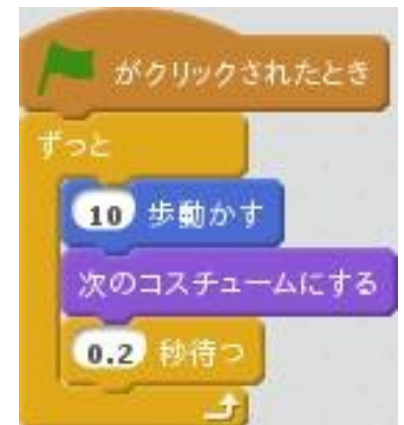 がクリックされたとき
ずっと
10 歩動かす
次のコスチュームにする
0.2 秒待つ